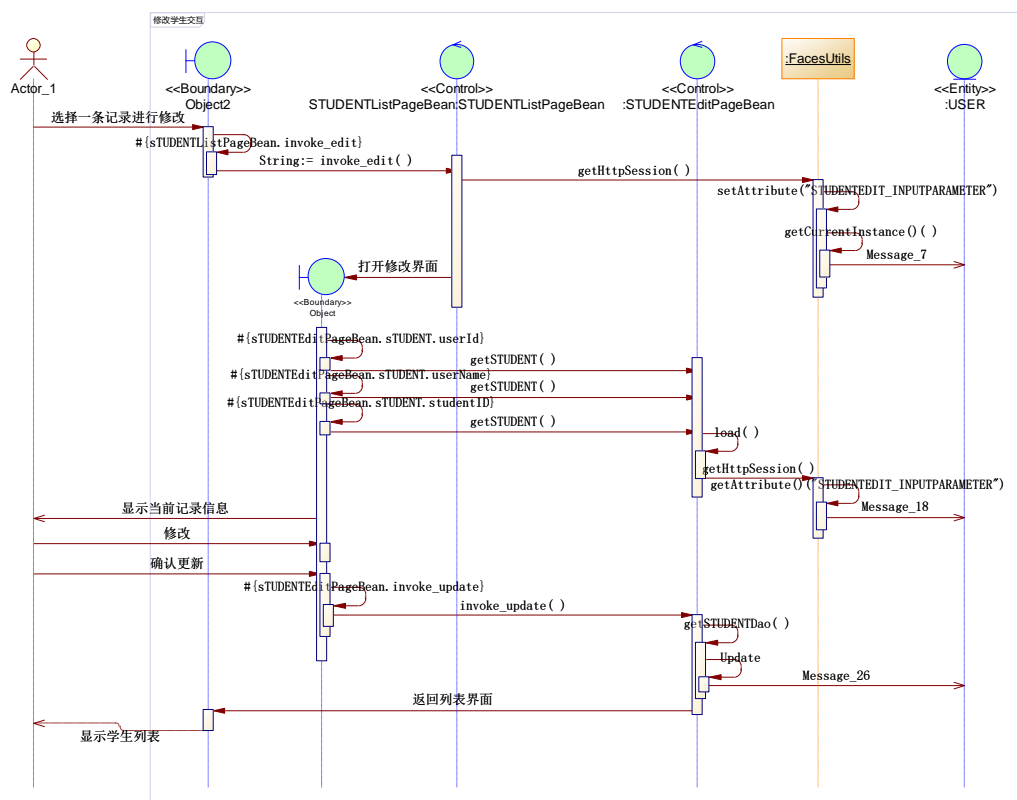 修改学生交互
Actor_1
<<Boundary>>
Object2
<<Control>>
STUDENTListPageBean:STUDENTListPageBean
<<Control>>
:STUDENTEditPageBean
:FacesUtils
<<Entity>>
:USER
选择一条记录进行修改
#{sTUDENTListPageBean.invoke_edit}
String:= invoke_edit( )
getHttpSession( )
setAttribute("STUDENTEDIT_INPUTPARAMETER")
getCurrentInstance()( )
Message_7
打开修改界面
<<Boundary>>
Object
#{sTUDENTEditPageBean.sTUDENT.userId}
getSTUDENT( )
#{sTUDENTEditPageBean.sTUDENT.userName}
getSTUDENT( )
#{sTUDENTEditPageBean.sTUDENT.studentID}
getSTUDENT( )
load( )
getHttpSession( )
getAttribute()("STUDENTEDIT_INPUTPARAMETER")
显示当前记录信息
Message_18
修改
确认更新
#{sTUDENTEditPageBean.invoke_update}
invoke_update( )
getSTUDENTDao( )
Update
Message_26
返回列表界面
显示学生列表